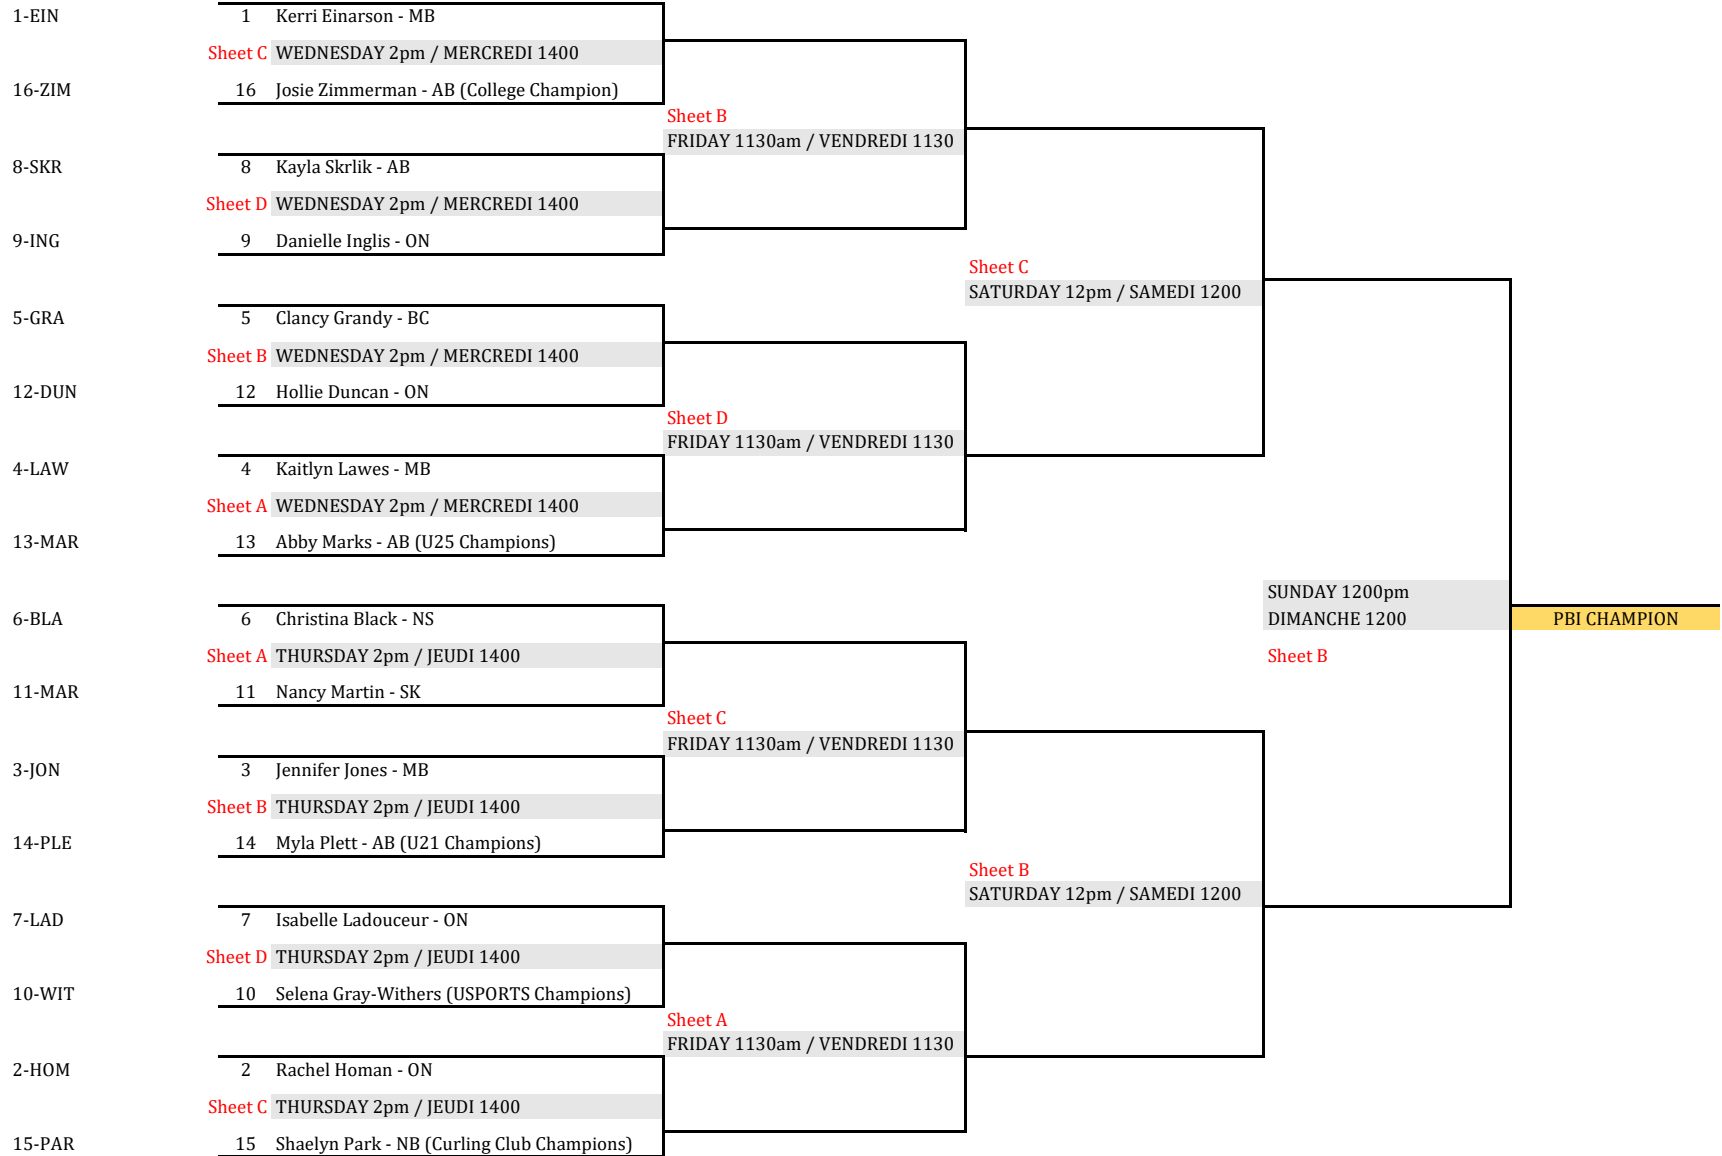 1-EIN 1 Kerri Einarson - MB
Sheet C WEDNESDAY 2pm / MERCREDI 1400
16-ZIM 16 Josie Zimmerman - AB (College Champion)
Sheet B
FRIDAY 1130am / VENDREDI 1130
8-SKR 8 Kayla Skrlik - AB
Sheet D WEDNESDAY 2pm / MERCREDI 1400
9-ING 9 Danielle Inglis - ON
Sheet C
SATURDAY 12pm / SAMEDI 1200
5-GRA 5 Clancy Grandy - BC
Sheet B WEDNESDAY 2pm / MERCREDI 1400
12-DUN 12 Hollie Duncan - ON
Sheet D
FRIDAY 1130am / VENDREDI 1130
4-LAW 4 Kaitlyn Lawes - MB
Sheet A WEDNESDAY 2pm / MERCREDI 1400
13-MAR 13 Abby Marks - AB (U25 Champions)
SUNDAY 1200pm
6-BLA 6 Christina Black - NS DIMANCHE 1200 PBI CHAMPION
Sheet A THURSDAY 2pm / JEUDI 1400 Sheet B
11-MAR 11 Nancy Martin - SK
Sheet C
FRIDAY 1130am / VENDREDI 1130
3-JON 3 Jennifer Jones - MB
Sheet B THURSDAY 2pm / JEUDI 1400
14-PLE 14 Myla Plett - AB (U21 Champions)
Sheet B
SATURDAY 12pm / SAMEDI 1200
7-LAD 7 Isabelle Ladouceur - ON
Sheet D THURSDAY 2pm / JEUDI 1400
10-WIT 10 Selena Gray-Withers (USPORTS Champions)
Sheet A
FRIDAY 1130am / VENDREDI 1130
2-HOM 2 Rachel Homan - ON
Sheet C THURSDAY 2pm / JEUDI 1400
15-PAR 15 Shaelyn Park - NB (Curling Club Champions)